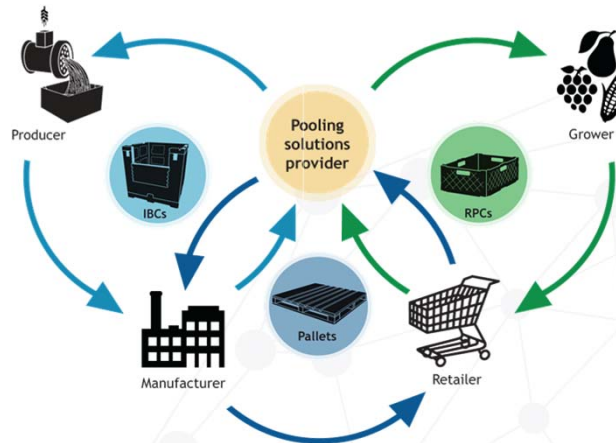 Pooling
solutions
provider
Producer
Grower
IBCs
RPCs
Pallets
Manufacturer
Retailer